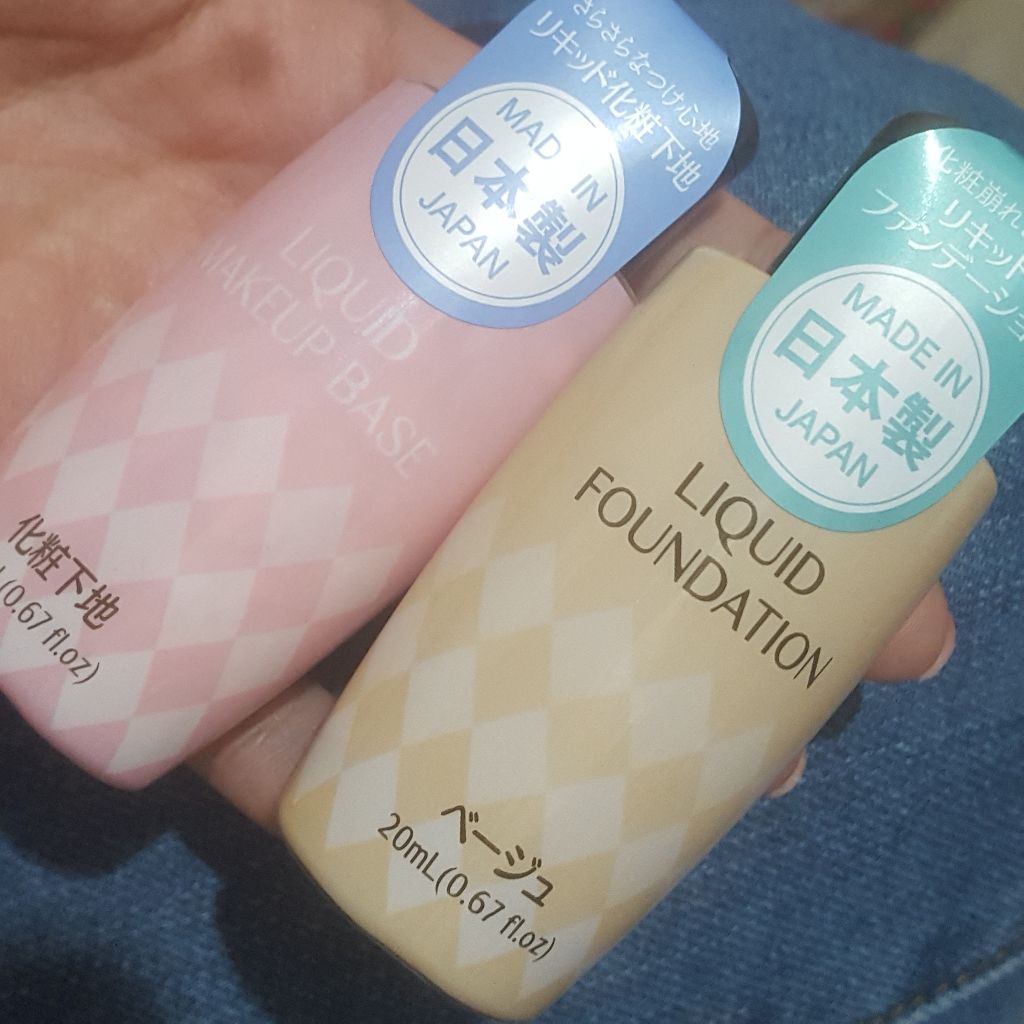 さらさらなつけ心地
リキッド化粧下地
MADE IN
日本製
JAPAN
LIQUID
MAKEUP BASE
化粧下地
(0.67 fl.oz)
化粧崩れ
リキッド
ファンデーショ
MADE IN
日本製
JAPAN
LIQUID
FOUNDATION
ベージュ
20mL(0.67 fl.oz)